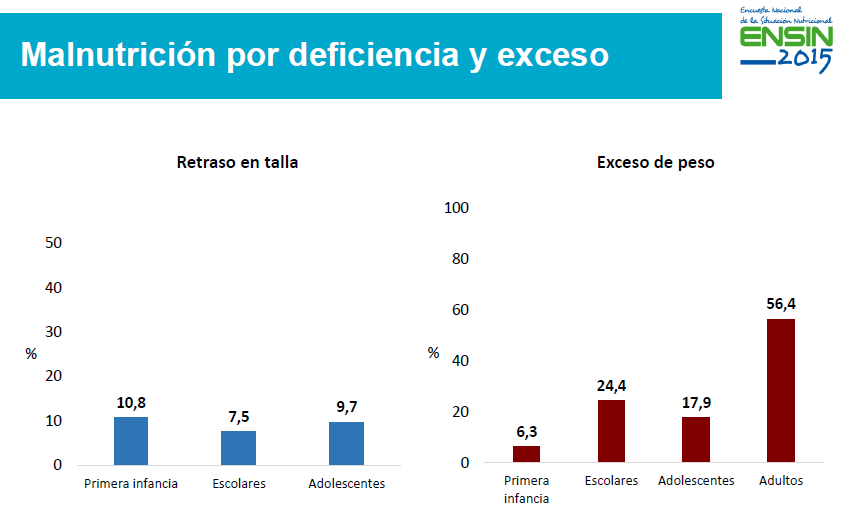 Malnutrición por deficiencia y exceso
Encuesta Nacional
de la Situación Nutricional
ENSIN
2015
Retraso en talla
50
40
30
%
20
10
0
10,8
7,5
9,7
Primera infancia
Escolares
Adolescentes
Exceso de peso
100
80
60
%
40
20
0
6,3
24,4
17,9
56,4
Primera
infancia
Escolares
Adolescentes
Adultos